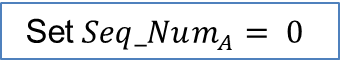 Set Seq_Num_A = 0